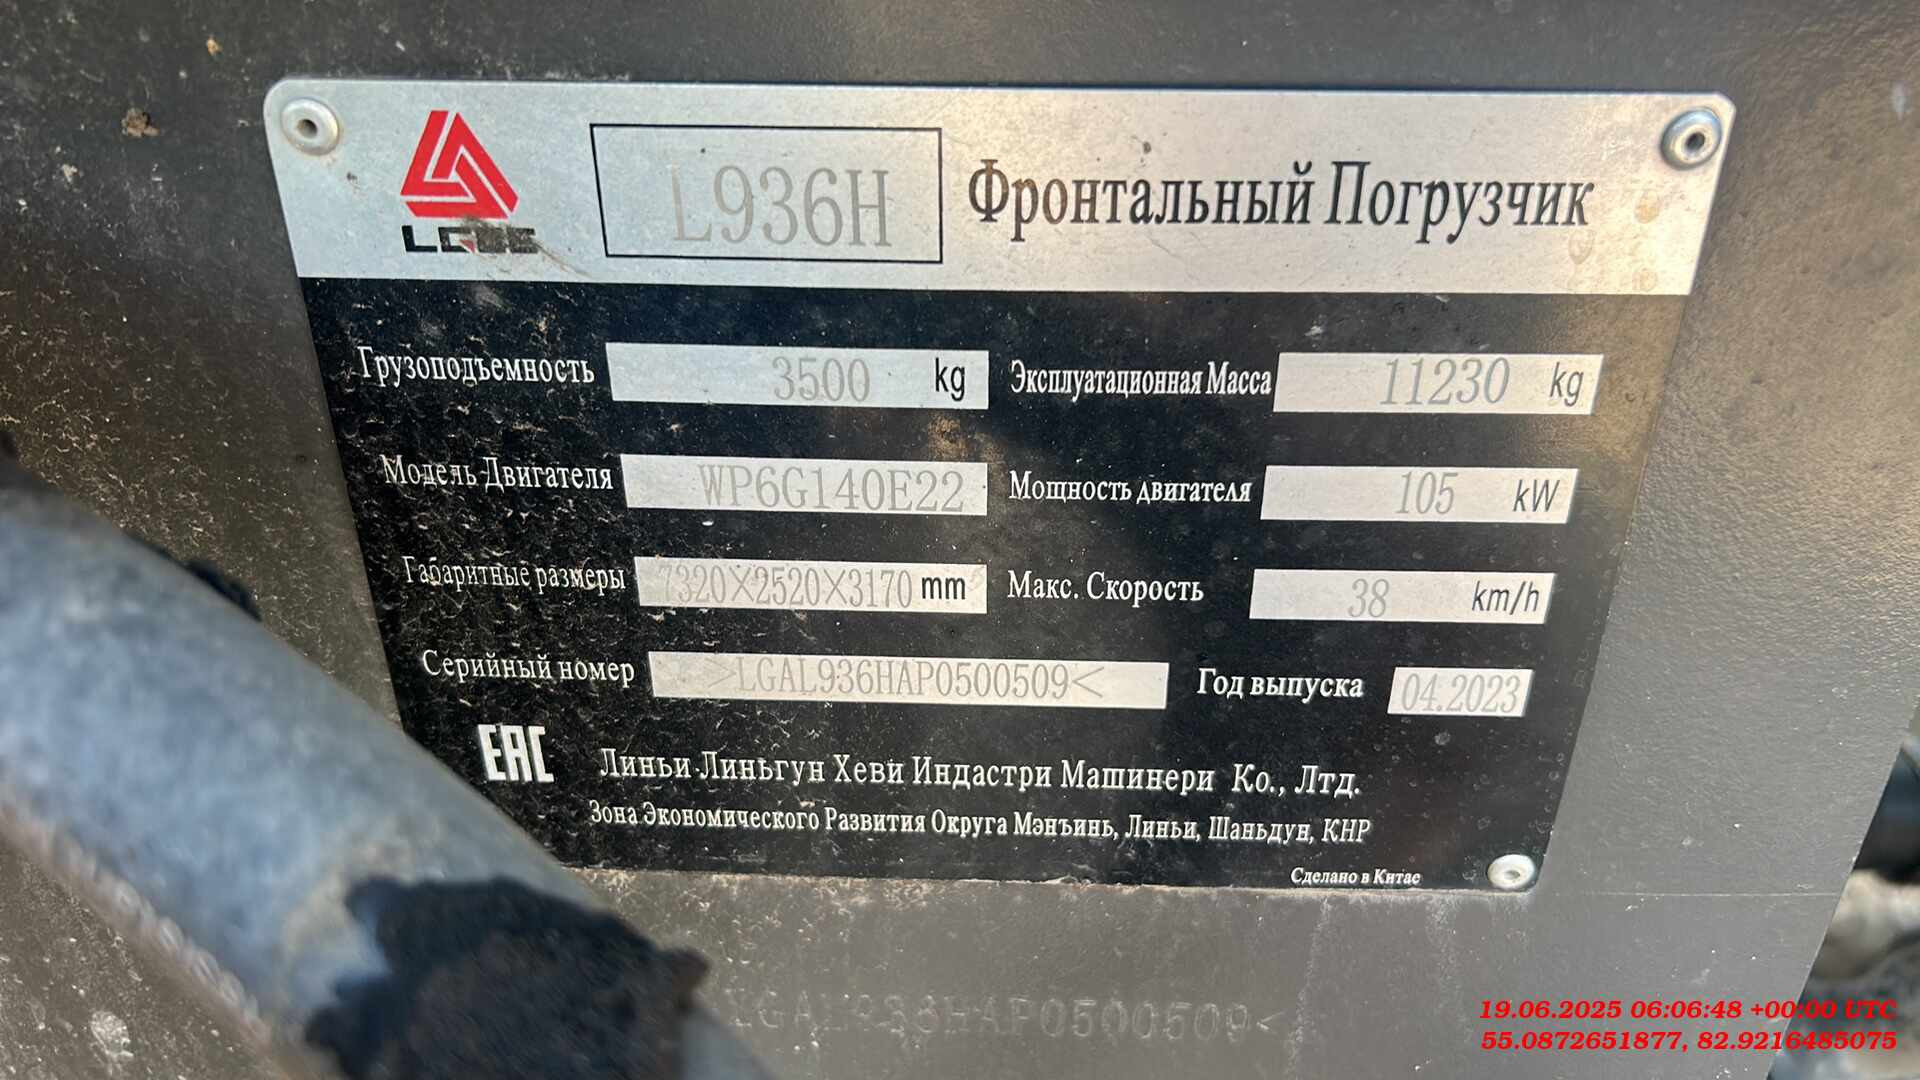 L936H Фронтальный Погрузчик
Грузоподъемность 3500 kg Эксплуатационная Масса 11230 kg
Модель Двигателя WP6G140E22 Мощность двигателя 105 kW
Габаритные размеры 7320X2520X3170 mm Макс. Скорость 38 km/h
Серийный номер >LGAL936HAP0500509< Год выпуска 04.2023
EAC Линьи Линьгун Хеви Индастри Машинери Ко., Лтд.
Зона Экономического Развития Округа Мэнъинь, Линьи, Шаньдун, КНР
Сделано в Китае
LGAL936HAP0500509<
19.06.2025 06:06:48 +00:00 UTC
55.0872651877, 82.9216485075